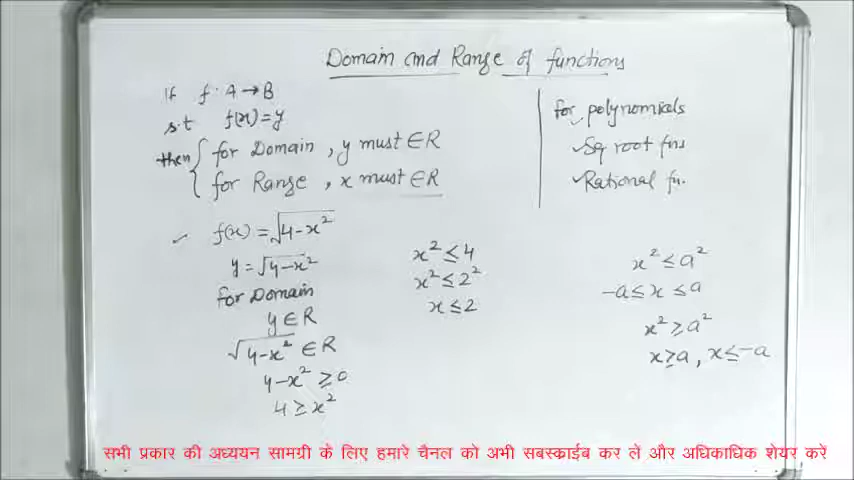 Domain and Range of functions
If f: A→B
s.t f(x)=y
then { for Domain, y must ∈R
for Range, x must ∈R
for polynomials
✓Sq root fns
✓Rational fn.
✓ f(x) = √4-x²
y = √4-x²
for Domain
y ∈ R
√4-x² ∈ R
4-x² ≥ 0
4 ≥ x²
x² ≤ 4
x² ≤ 2²
x ≤ 2
x² ≤ a²
-a ≤ x ≤ a
x² ≥ a²
x ≥ a, x ≤ -a
सभी प्रकार की अध्ययन सामग्री के लिए हमारे चैनल को अभी सबस्क्राईब कर लें और अधिकाधिक शेयर करें